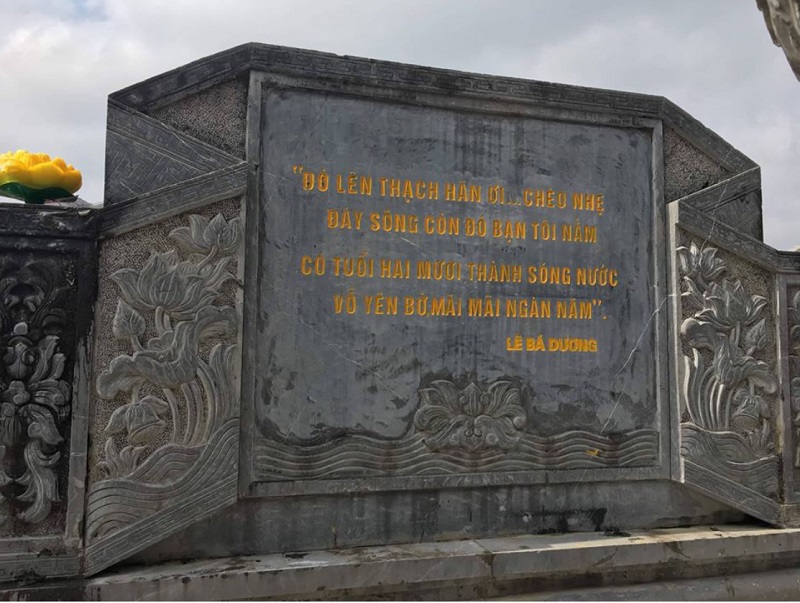 "ĐÒ LÊN THẠCH HÃN ƠI...CHÈO NHẸ
ĐÁY SÔNG CÒN ĐÓ BẠN TÔI NẰM
CÓ TUỔI HAI MƯƠI THÀNH SÓNG NƯỚC
VỖ YÊN BỜ,MÃI MÃI NGÀN NĂM".
LÊ BÁ DƯƠNG